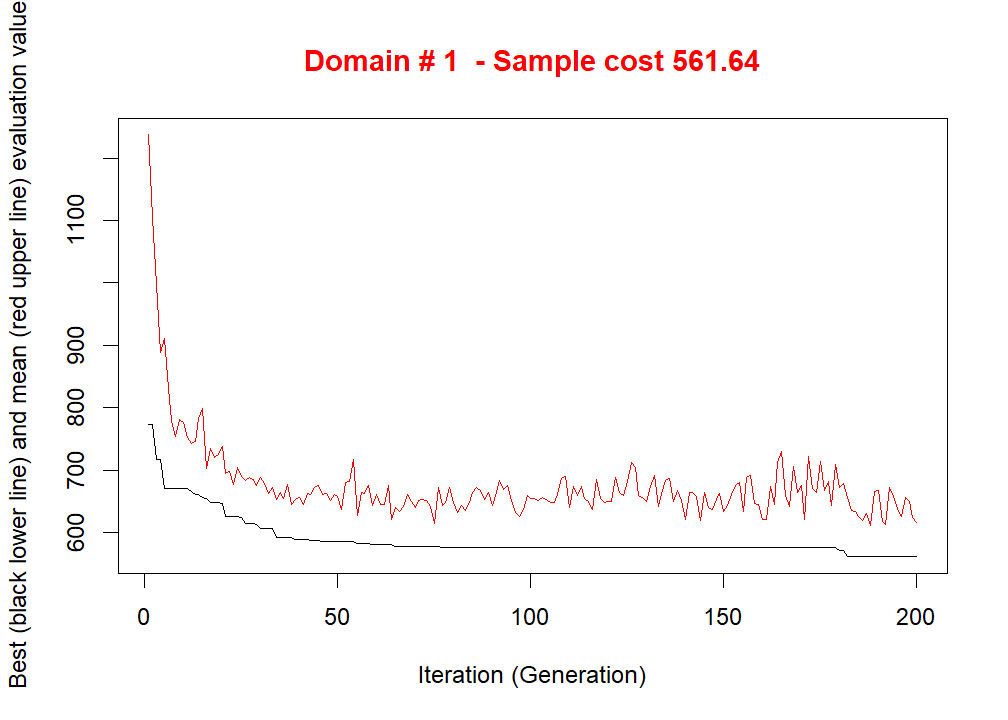 Domain # 1  - Sample cost 561.64
Best (black lower line) and mean (red upper line) evaluation value
1100
900
800
700
600
0 50 100 150 200
Iteration (Generation)